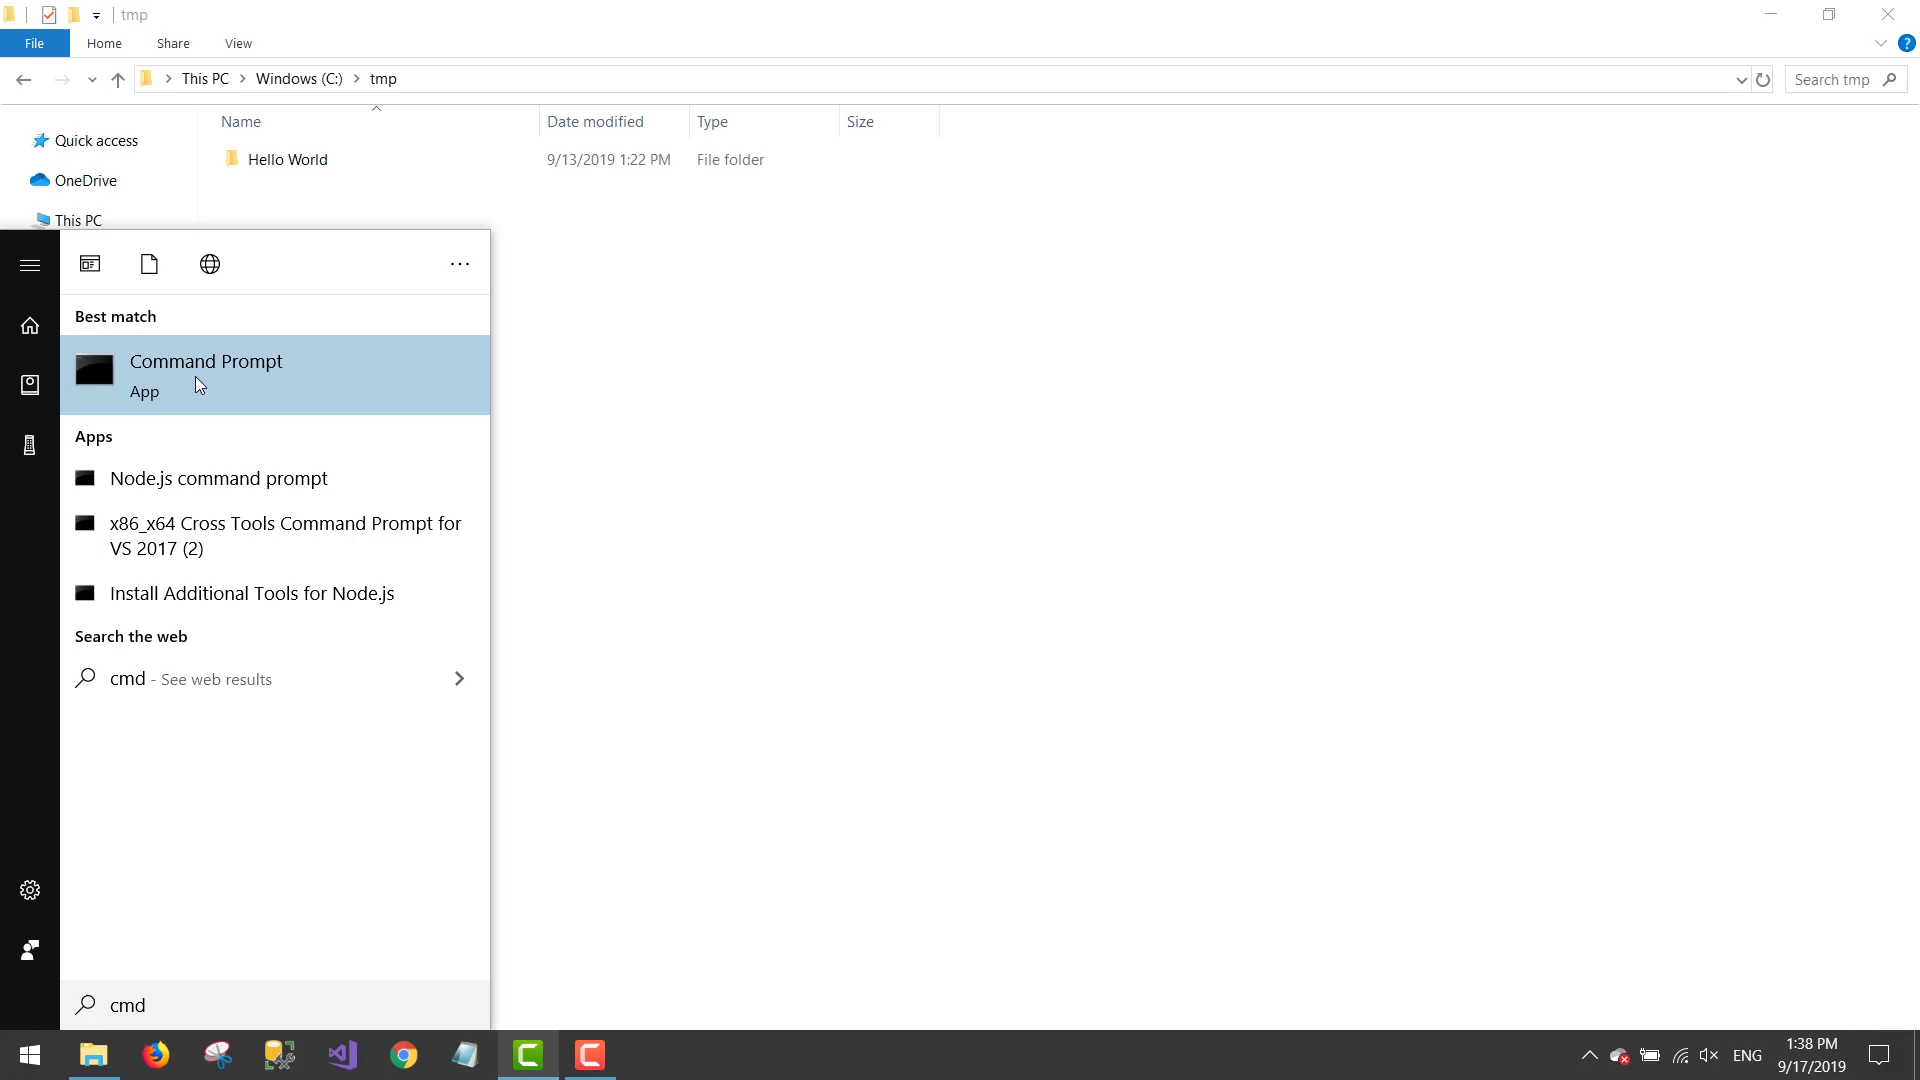 tmp
File Home Share View
This PC Windows (C:) tmp
Search tmp
Name Date modified Type Size
Hello World 9/13/2019 1:22 PM File folder
Quick access
OneDrive
This PC
Best match
Command Prompt
App
Apps
Node.js command prompt
x86_x64 Cross Tools Command Prompt for
VS 2017 (2)
Install Additional Tools for Node.js
Search the web
cmd - See web results
cmd
ENG
1:38 PM
9/17/2019